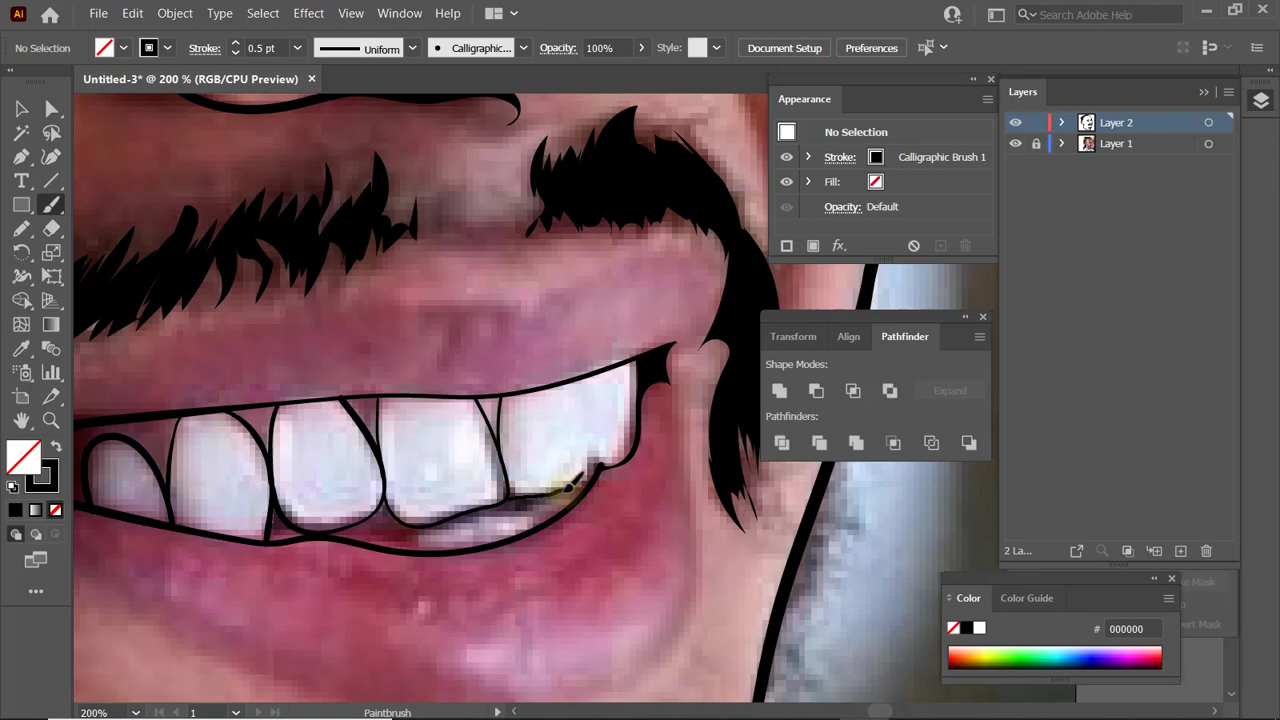 Ai File Edit Object Type Select Effect View Window Help Search Adobe Help
No Selection Stroke: 0.5 pt Uniform Calligraphic... Opacity: 100% Style: Document Setup Preferences
Untitled-3* @ 200 % (RGB/CPU Preview)
Appearance
No Selection
Stroke: Calligraphic Brush 1
Fill:
Opacity: Default
fx
Layers
Layer 2
Layer 1
Transform Align Pathfinder
Shape Modes:
Expand
Pathfinders:
2 La...
Color Color Guide
# 000000
200% 1 Paintbrush